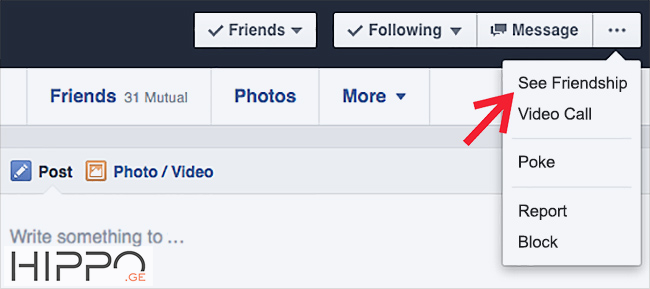 Friends
Following
Message
Friends 31 Mutual
Photos
More
See Friendship
Video Call
Poke
Report
Block
Post
Photo / Video
Write something to ...
HIPPO.GE